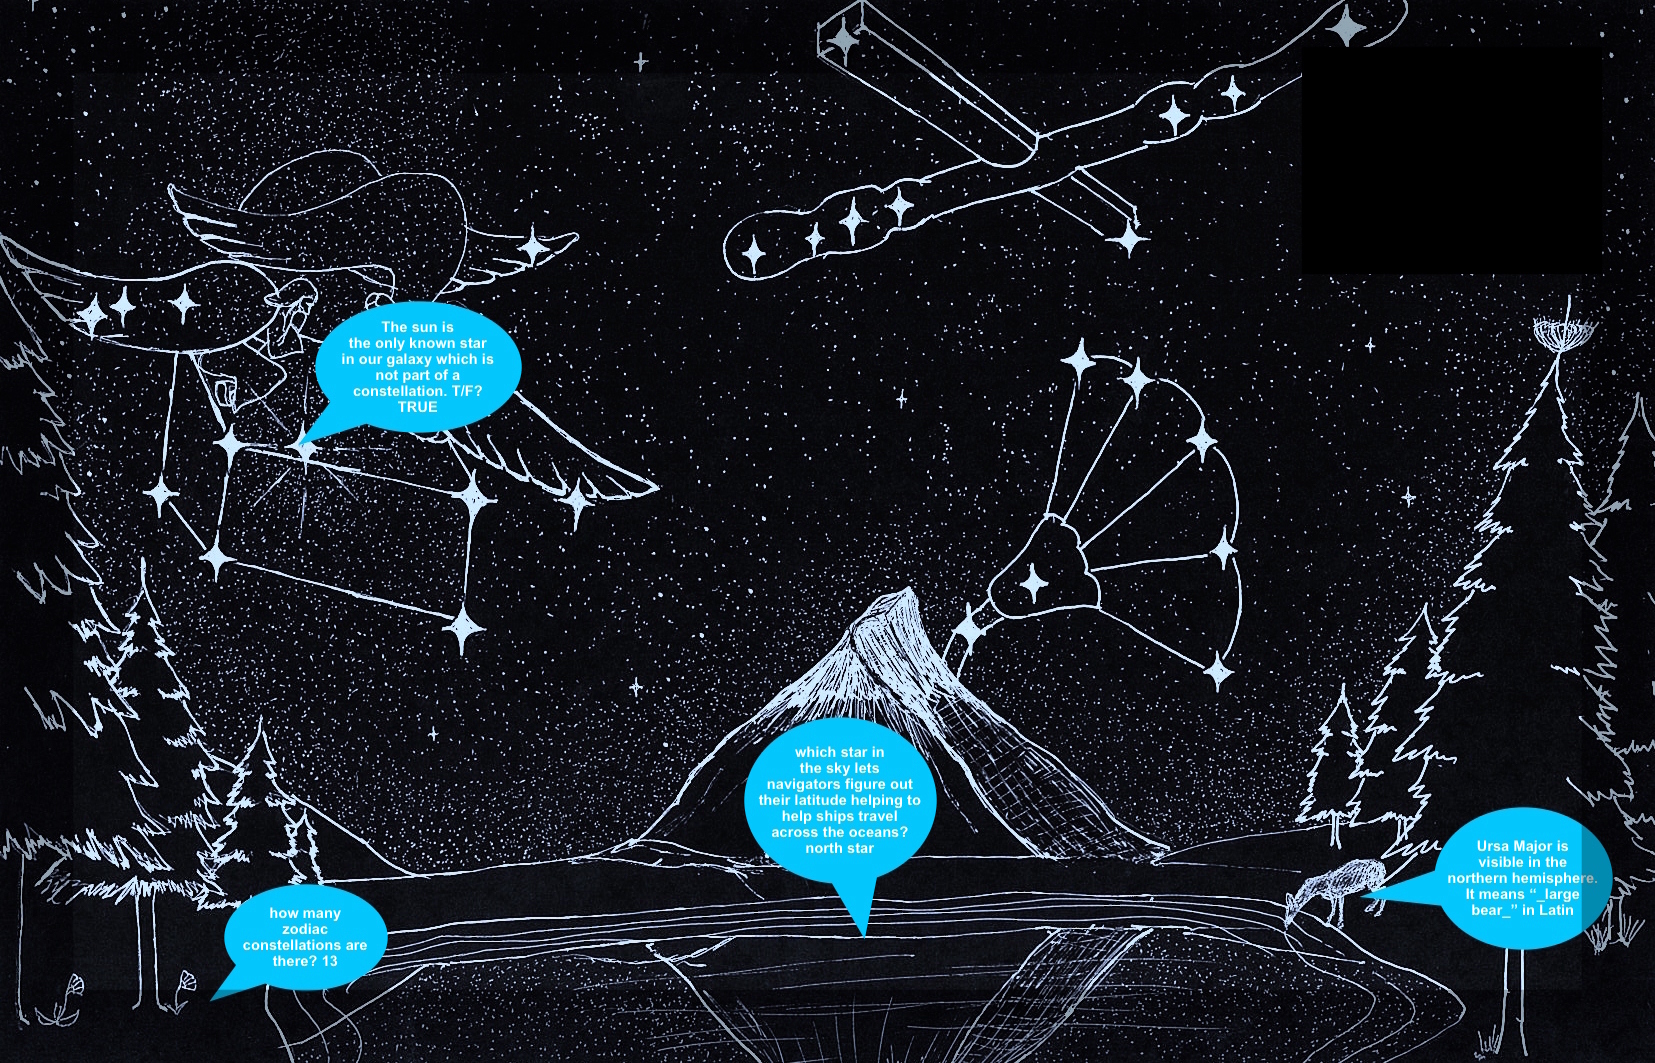 The sun is
the only known star
in our galaxy which is
not part of a
constellation. T/F?
TRUE
which star in
the sky lets
navigators figure out
their latitude helping to
help ships travel
across the oceans?
north star
Ursa Major is
visible in the
northern hemisphere.
It means “_large
bear_” in Latin
how many
zodiac
constellations are
there? 13